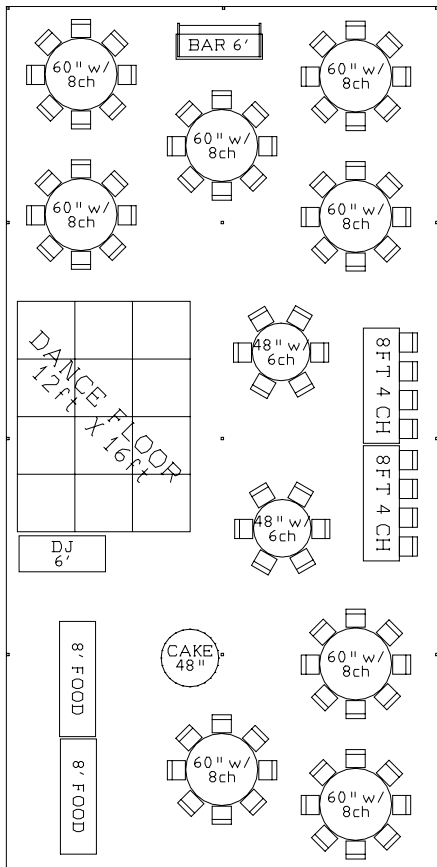 BAR 6'
60" w/
8ch
60" w/
8ch
60" w/
8ch
60" w/
8ch
60" w/
8ch
DANCE FLOOR
12ft X 16ft
48" w/
6ch
8FT 4 CH
48" w/
6ch
8FT 4 CH
DJ
6'
8' FOOD
CAKE
48"
60" w/
8ch
8' FOOD
60" w/
8ch
60" w/
8ch